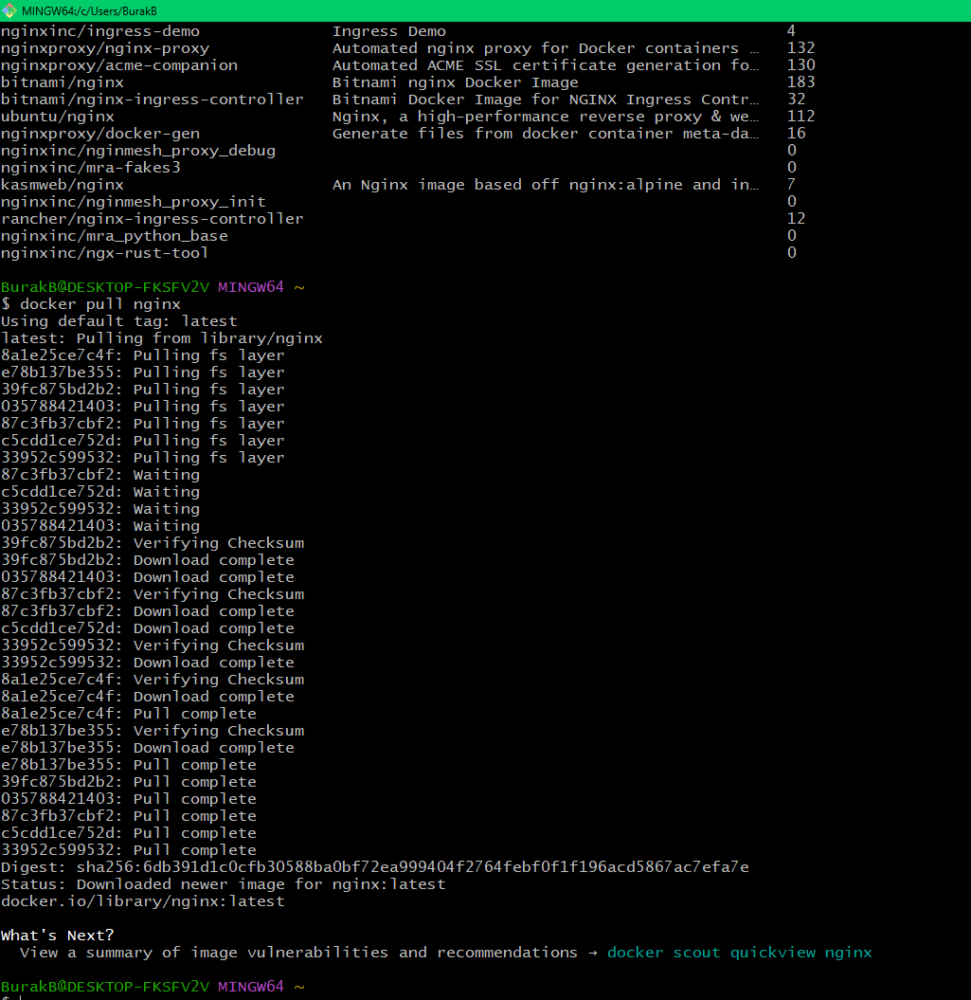 MINGW64:/c/Users/BurakB
nginxinc/ingress-demo Ingress Demo 4
nginxproxy/nginx-proxy Automated nginx proxy for Docker containers … 132
nginxproxy/acme-companion Automated ACME SSL certificate generation fo… 130
bitnami/nginx Bitnami nginx Docker Image 183
bitnami/nginx-ingress-controller Bitnami Docker Image for NGINX Ingress Contr… 32
ubuntu/nginx Nginx, a high-performance reverse proxy & we… 112
nginxproxy/docker-gen Generate files from docker container meta-da… 16
nginxinc/nginmesh_proxy_debug 0
nginxinc/mra-fakes3 0
kasmweb/nginx An Nginx image based off nginx:alpine and in… 7
nginxinc/nginmesh_proxy_init 0
rancher/nginx-ingress-controller 12
nginxinc/mra_python_base 0
nginxinc/ngx-rust-tool 0
BurakB@DESKTOP-FKSFV2V MINGW64 ~
$ docker pull nginx
Using default tag: latest
latest: Pulling from library/nginx
8a1e25ce7c4f: Pulling fs layer
e78b137be355: Pulling fs layer
39fc875bd2b2: Pulling fs layer
035788421403: Pulling fs layer
87c3fb37cbf2: Pulling fs layer
c5cdd1ce752d: Pulling fs layer
33952c599532: Pulling fs layer
87c3fb37cbf2: Waiting
c5cdd1ce752d: Waiting
33952c599532: Waiting
035788421403: Waiting
39fc875bd2b2: Verifying Checksum
39fc875bd2b2: Download complete
035788421403: Download complete
87c3fb37cbf2: Verifying Checksum
87c3fb37cbf2: Download complete
c5cdd1ce752d: Download complete
33952c599532: Verifying Checksum
33952c599532: Download complete
8a1e25ce7c4f: Verifying Checksum
8a1e25ce7c4f: Download complete
8a1e25ce7c4f: Pull complete
e78b137be355: Verifying Checksum
e78b137be355: Download complete
e78b137be355: Pull complete
39fc875bd2b2: Pull complete
035788421403: Pull complete
87c3fb37cbf2: Pull complete
c5cdd1ce752d: Pull complete
33952c599532: Pull complete
Digest: sha256:6db391d1c0cfb30588ba0bf72ea999404f2764febf0f1f196acd5867ac7efa7e
Status: Downloaded newer image for nginx:latest
docker.io/library/nginx:latest
What's Next?
View a summary of image vulnerabilities and recommendations → docker scout quickview nginx
BurakB@DESKTOP-FKSFV2V MINGW64 ~
$